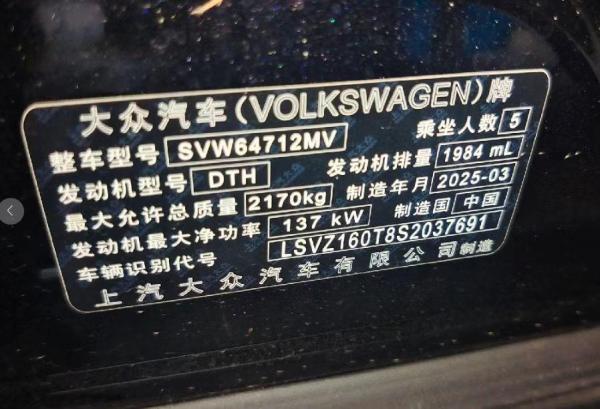 大众汽车(VOLKSWAGEN)牌
整车型号 SVW64712MV 乘坐人数 5
发动机型号 DTH 发动机排量 1984 mL
最大允许总质量 2170kg 制造年月 2025-03
发动机最大净功率 137 kW 制造国 中国
车辆识别代号 LSVZ160T8S2037691
上汽大众汽车有限公司制造